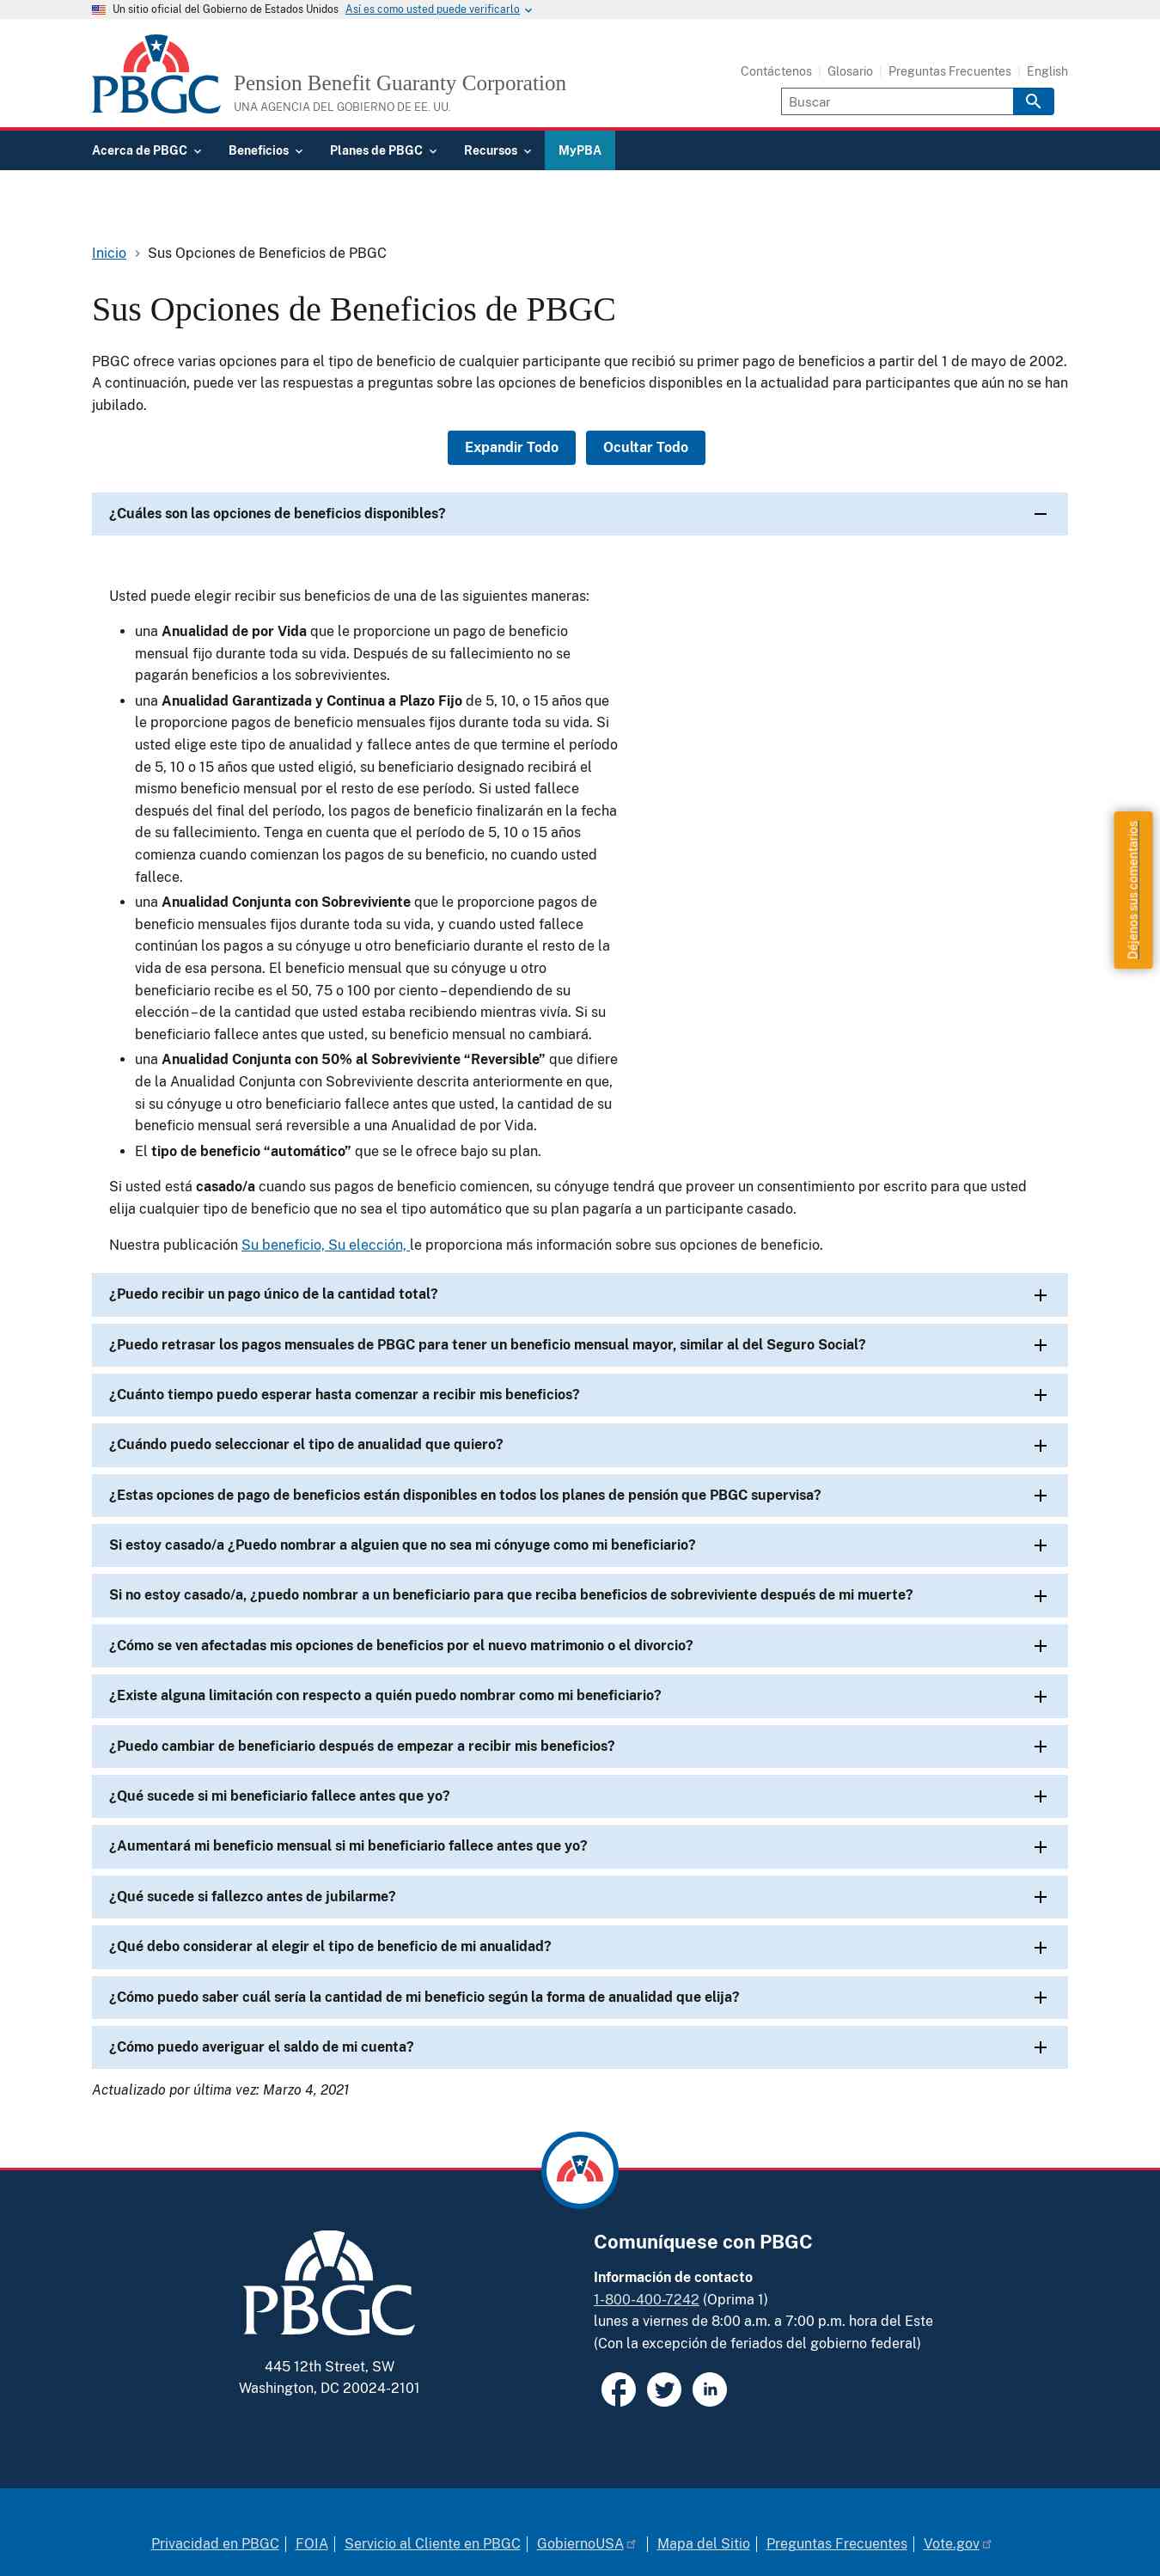 Un sitio oficial del Gobierno de Estados Unidos Así es como usted puede verificarlo
PBGC
Pension Benefit Guaranty Corporation
UNA AGENCIA DEL GOBIERNO DE EE. UU.
Contáctenos Glosario Preguntas Frecuentes English
Buscar
Acerca de PBGC Beneficios Planes de PBGC Recursos MyPBA
Inicio > Sus Opciones de Beneficios de PBGC
Sus Opciones de Beneficios de PBGC
PBGC ofrece varias opciones para el tipo de beneficio de cualquier participante que recibió su primer pago de beneficios a partir del 1 de mayo de 2002.
A continuación, puede ver las respuestas a preguntas sobre las opciones de beneficios disponibles en la actualidad para participantes que aún no se han
jubilado.
Expandir Todo Ocultar Todo
¿Cuáles son las opciones de beneficios disponibles?
Usted puede elegir recibir sus beneficios de una de las siguientes maneras:
• una Anualidad de por Vida que le proporcione un pago de beneficio
mensual fijo durante toda su vida. Después de su fallecimiento no se
pagarán beneficios a los sobrevivientes.
• una Anualidad Garantizada y Continua a Plazo Fijo de 5, 10, o 15 años que
le proporcione pagos de beneficio mensuales fijos durante toda su vida. Si
usted elige este tipo de anualidad y fallece antes de que termine el período
de 5, 10 o 15 años que usted eligió, su beneficiario designado recibirá el
mismo beneficio mensual por el resto de ese período. Si usted fallece
después del final del período, los pagos de beneficio finalizarán en la fecha
de su fallecimiento. Tenga en cuenta que el período de 5, 10 o 15 años
comienza cuando comienzan los pagos de su beneficio, no cuando usted
fallece.
• una Anualidad Conjunta con Sobreviviente que le proporcione pagos de
beneficio mensuales fijos durante toda su vida, y cuando usted fallece
continúan los pagos a su cónyuge u otro beneficiario durante el resto de la
vida de esa persona. El beneficio mensual que su cónyuge u otro
beneficiario recibe es el 50, 75 o 100 por ciento – dependiendo de su
elección – de la cantidad que usted estaba recibiendo mientras vivía. Si su
beneficiario fallece antes que usted, su beneficio mensual no cambiará.
• una Anualidad Conjunta con 50% al Sobreviviente “Reversible” que difiere
de la Anualidad Conjunta con Sobreviviente descrita anteriormente en que,
si su cónyuge u otro beneficiario fallece antes que usted, la cantidad de su
beneficio mensual será reversible a una Anualidad de por Vida.
• El tipo de beneficio “automático” que se le ofrece bajo su plan.
Si usted está casado/a cuando sus pagos de beneficio comiencen, su cónyuge tendrá que proveer un consentimiento por escrito para que usted
elija cualquier tipo de beneficio que no sea el tipo automático que su plan pagaría a un participante casado.
Nuestra publicación Su beneficio, Su elección, le proporciona más información sobre sus opciones de beneficio.
¿Puedo recibir un pago único de la cantidad total?
¿Puedo retrasar los pagos mensuales de PBGC para tener un beneficio mensual mayor, similar al del Seguro Social?
¿Cuánto tiempo puedo esperar hasta comenzar a recibir mis beneficios?
¿Cuándo puedo seleccionar el tipo de anualidad que quiero?
¿Estas opciones de pago de beneficios están disponibles en todos los planes de pensión que PBGC supervisa?
Si estoy casado/a ¿Puedo nombrar a alguien que no sea mi cónyuge como mi beneficiario?
Si no estoy casado/a, ¿puedo nombrar a un beneficiario para que reciba beneficios de sobreviviente después de mi muerte?
¿Cómo se ven afectadas mis opciones de beneficios por el nuevo matrimonio o el divorcio?
¿Existe alguna limitación con respecto a quién puedo nombrar como mi beneficiario?
¿Puedo cambiar de beneficiario después de empezar a recibir mis beneficios?
¿Qué sucede si mi beneficiario fallece antes que yo?
¿Aumentará mi beneficio mensual si mi beneficiario fallece antes que yo?
¿Qué sucede si fallezco antes de jubilarme?
¿Qué debo considerar al elegir el tipo de beneficio de mi anualidad?
¿Cómo puedo saber cuál sería la cantidad de mi beneficio según la forma de anualidad que elija?
¿Cómo puedo averiguar el saldo de mi cuenta?
Actualizado por última vez: Marzo 4, 2021
Déjenos sus comentarios
PBGC
445 12th Street, SW
Washington, DC 20024-2101
Comuníquese con PBGC
Información de contacto
1-800-400-7242 (Oprima 1)
lunes a viernes de 8:00 a.m. a 7:00 p.m. hora del Este
(Con la excepción de feriados del gobierno federal)
Privacidad en PBGC | FOIA | Servicio al Cliente en PBGC | GobiernoUSA | Mapa del Sitio | Preguntas Frecuentes | Vote.gov